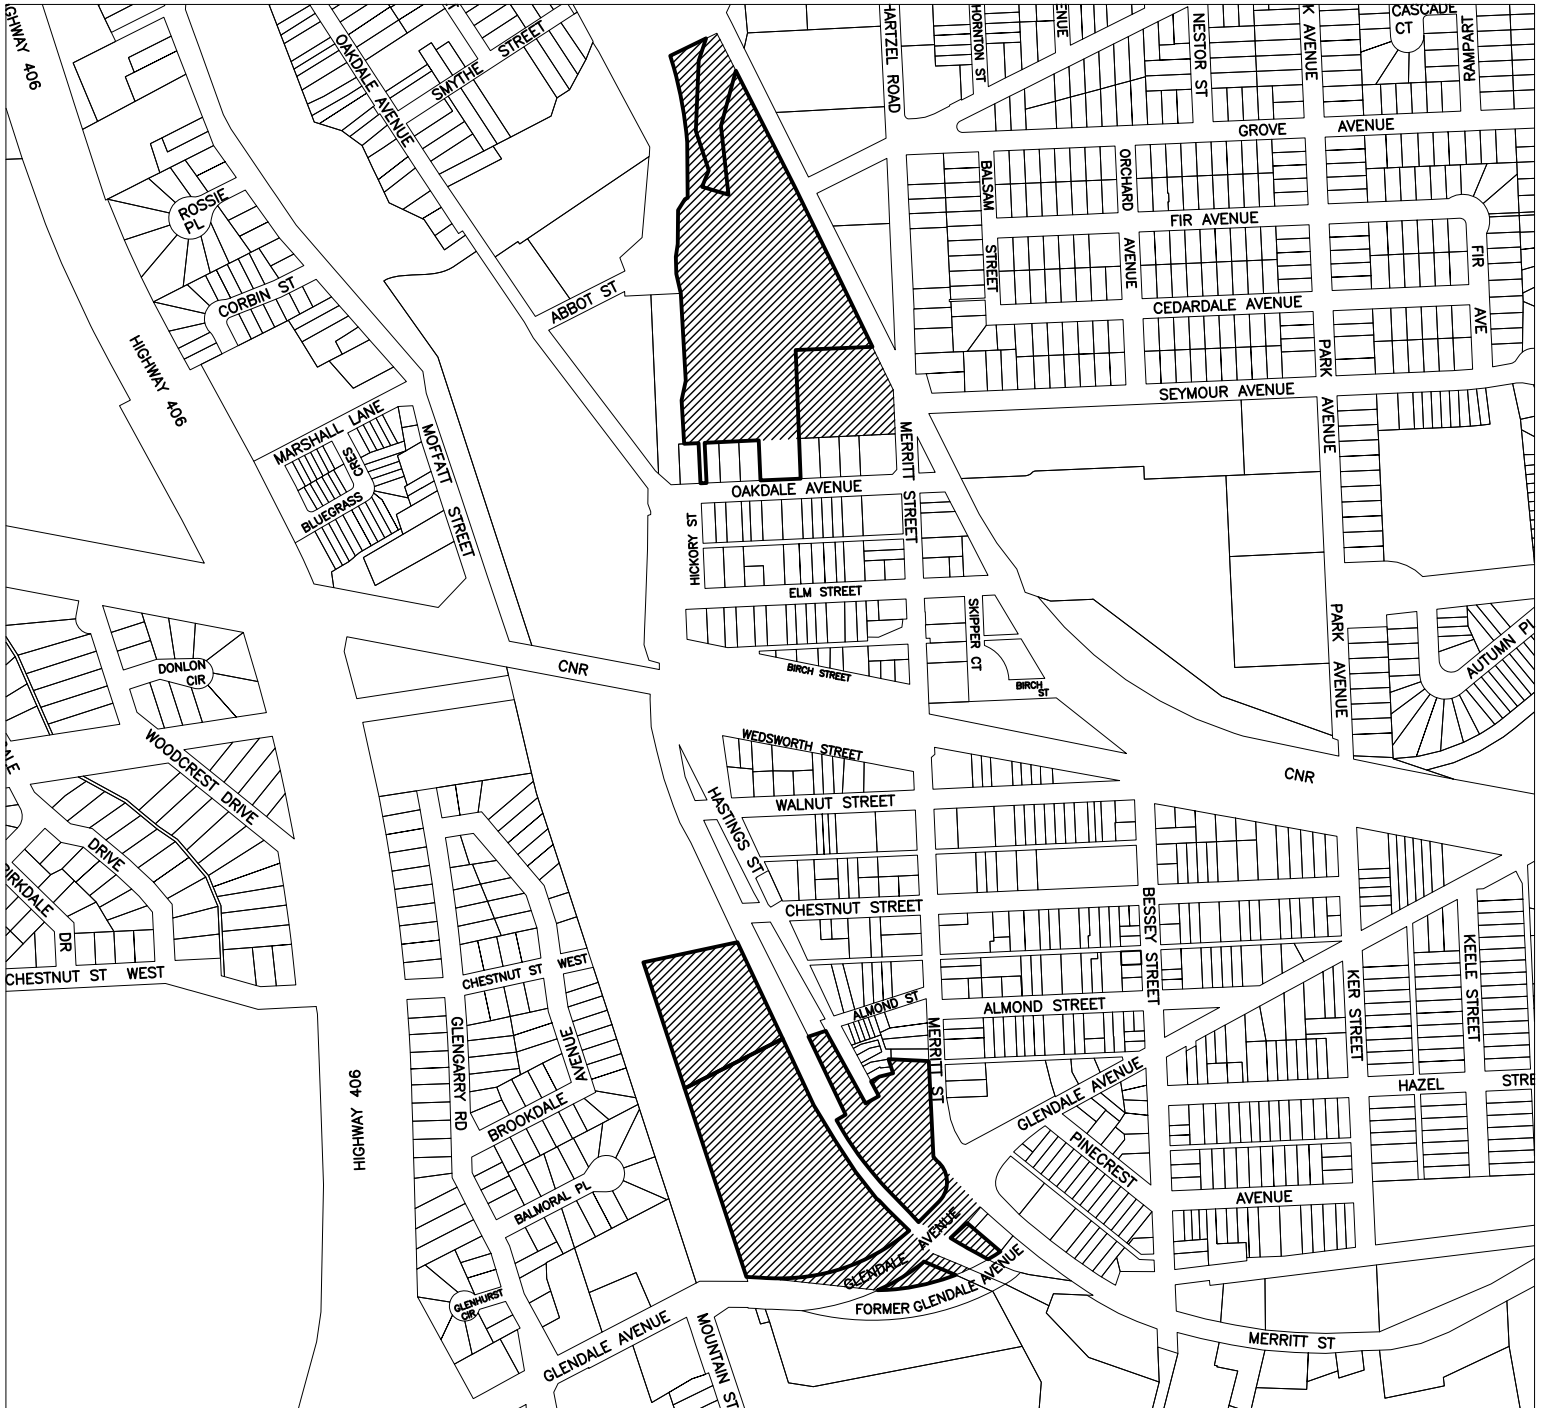 HIGHWAY 406
OAKDALE AVENUE
SMYTHE STREET
HARTZEL ROAD
THORNTON ST
NESTOR ST
CASCADE
CT
RAMPART
GROVE AVENUE
ROSSIE
PL
BALSAM STREET
ORCHARD AVENUE
FIR AVENUE
FIR AVE
CORBIN ST
ABBOT ST
CEDARDALE AVENUE
HIGHWAY 406
PARK AVENUE
SEYMOUR AVENUE
MARSHALL LANE
BLUEGRASS CRES
MOFFATT STREET
MERRITT STREET
OAKDALE AVENUE
HICKORY ST
ELM STREET
SKIPPER CT
PARK AVENUE
AUTUMN PL
DONLON
CIR
CNR
BIRCH STREET
BIRCH
ST
WOODCREST DRIVE
WEDSWORTH STREET
CNR
HASTINGS ST
WALNUT STREET
DRIVE
DR
CHESTNUT STREET
BESSEY STREET
KEELE STREET
CHESTNUT ST WEST
CHESTNUT ST WEST
KER STREET
ALMOND ST
ALMOND STREET
GLENGARRY RD
AVENUE
MERRITT ST
HIGHWAY 406
GLENDALE AVENUE
HAZEL
BROOKDALE
PINECREST
AVENUE
BALMORAL PL
GLENDALE AVENUE
FORMER GLENDALE AVENUE
GLENHURST
CIR
GLENDALE AVENUE
MOUNTAIN ST
MERRITT ST